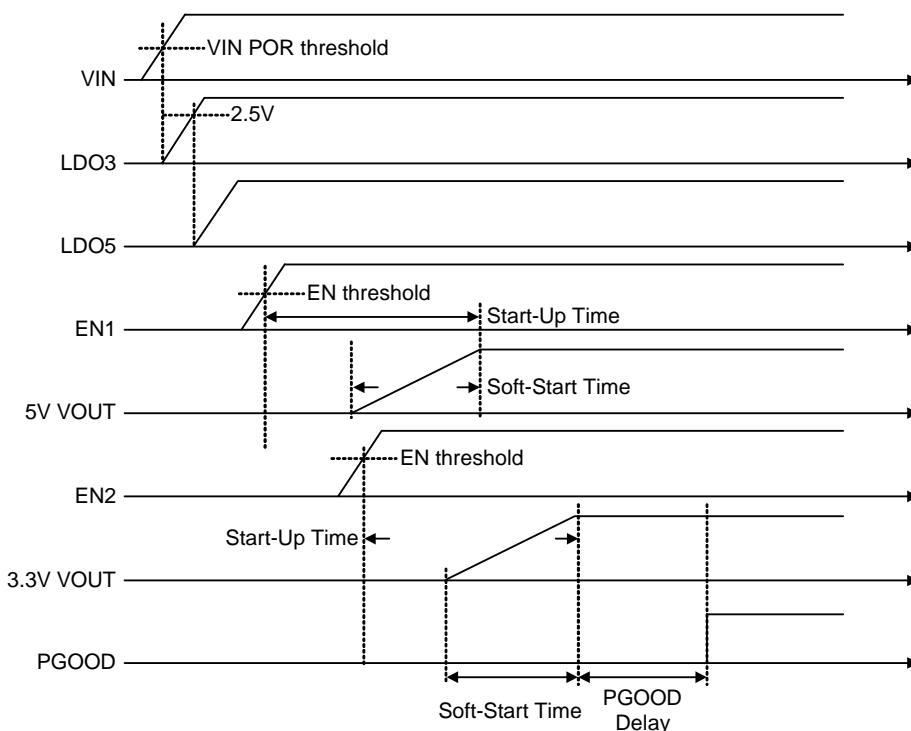 VIN POR threshold
VIN
2.5V
LDO3
LDO5
EN threshold
Start-Up Time
EN1
Soft-Start Time
5V VOUT
EN threshold
EN2
Start-Up Time
3.3V VOUT
PGOOD
Soft-Start Time
PGOOD
Delay